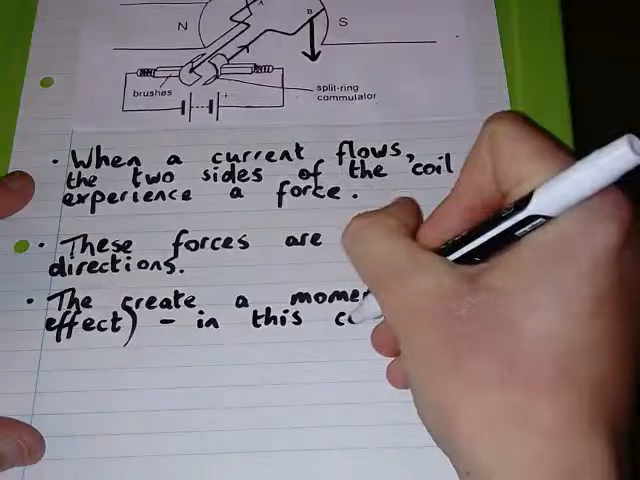 A
N
B
S
brushes
split-ring
commutator
+
• When a current flows,
the two sides of the coil
experience a force.
• These forces are
directions.
• The create a momen
effect) - in this c